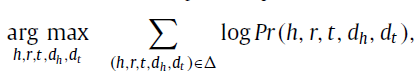 arg max ∑ log Pr(h, r, t, d_h, d_t),
h,r,t,d_h,d_t (h,r,t,d_h,d_t)∈Δ